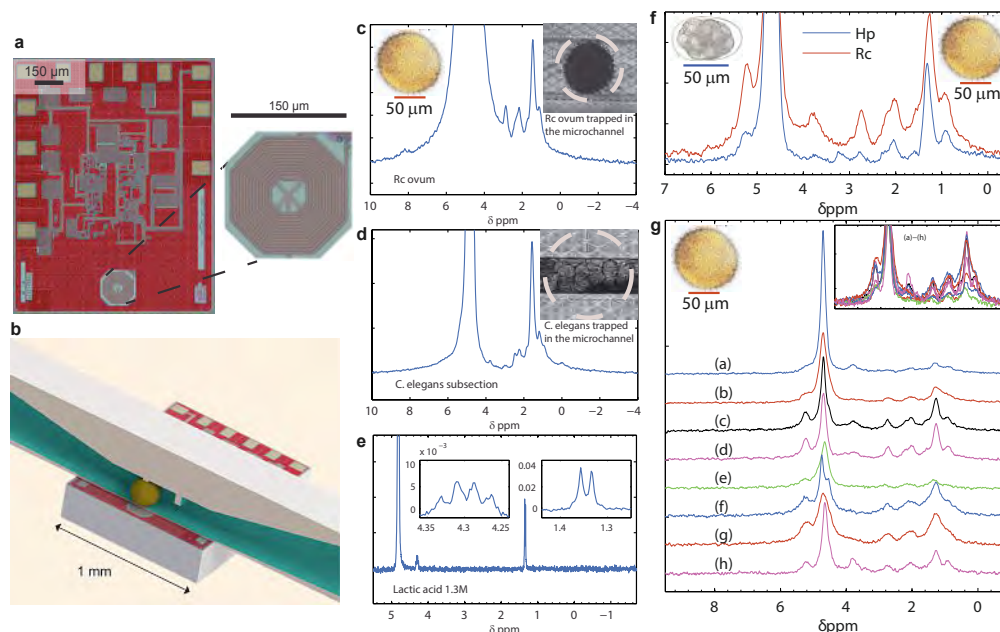 a
150 µm
150 µm
b
1 mm
c
50 µm
Rc ovum trapped in
the microchannel
Rc ovum
10 8 6 4 2 0 −2 −4
δ ppm
d
C. elegans trapped
in the microchannel
C. elegans subsection
10 8 6 4 2 0 −2 −4
δ ppm
e
x 10⁻³
10
5
0
4.35 4.3 4.25
0.04
0.02
0
1.4 1.3
Lactic acid 1.3M
5 4 3 2 1 0 −1
δ ppm
f
50 µm
Hp
Rc
50 µm
7 6 5 4 3 2 1 0
δppm
g
50 µm
(a)−(h)
(a)
(b)
(c)
(d)
(e)
(f)
(g)
(h)
8 6 4 2 0
δppm